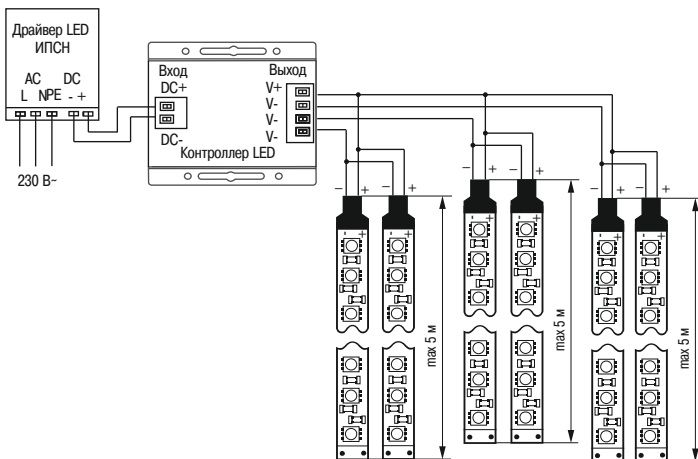 Драйвер LED
ИПСН
AC DC
L N PE - +
230 В~
Вход
DC+
DC-
Выход
V+
V-
V-
V-
Контроллер LED
− +
− +
− +
- +
- +
- +
max 5 м
max 5 м
max 5 м